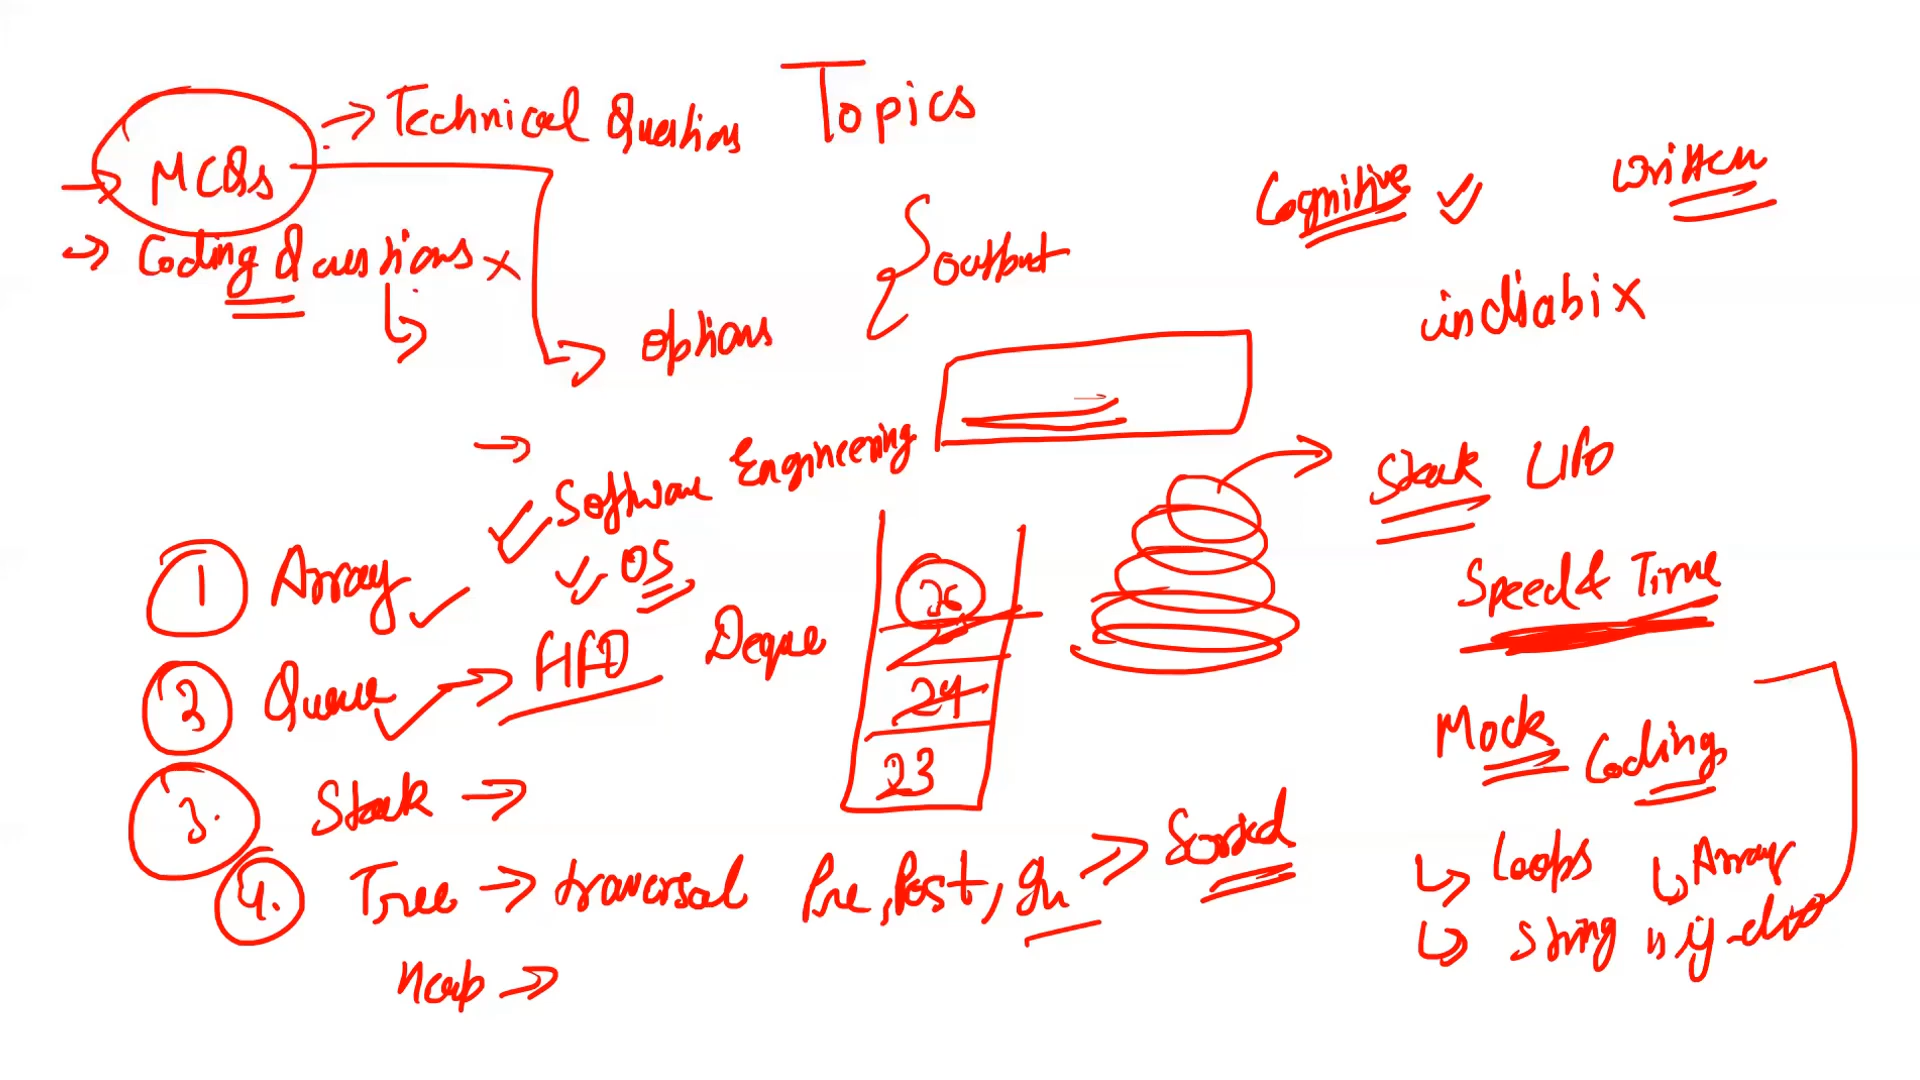 Topics
→ MCQs → Technical Questions
→ Coding Questions x
options
output
Cognitive
written
indiabix
Software Engineering
OS
1 Array
2 Queue → FIFO
Deque
3. Stack →
4. Tree → traversal Pre, Post, In → Sorted
Heap →
26
24
23
Stack LIFO
Speed & Time
Mock Coding
Loops
Array
String
if-else